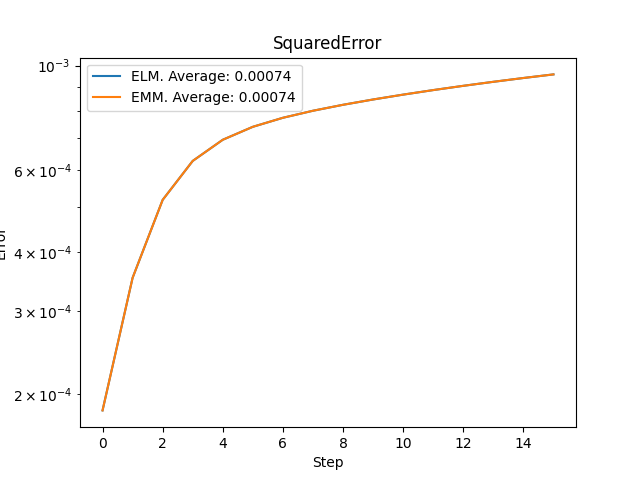 SquaredError
ELM. Average: 0.00074
EMM. Average: 0.00074
10⁻³
6 × 10⁻⁴
4 × 10⁻⁴
3 × 10⁻⁴
2 × 10⁻⁴
Error
0 2 4 6 8 10 12 14
Step